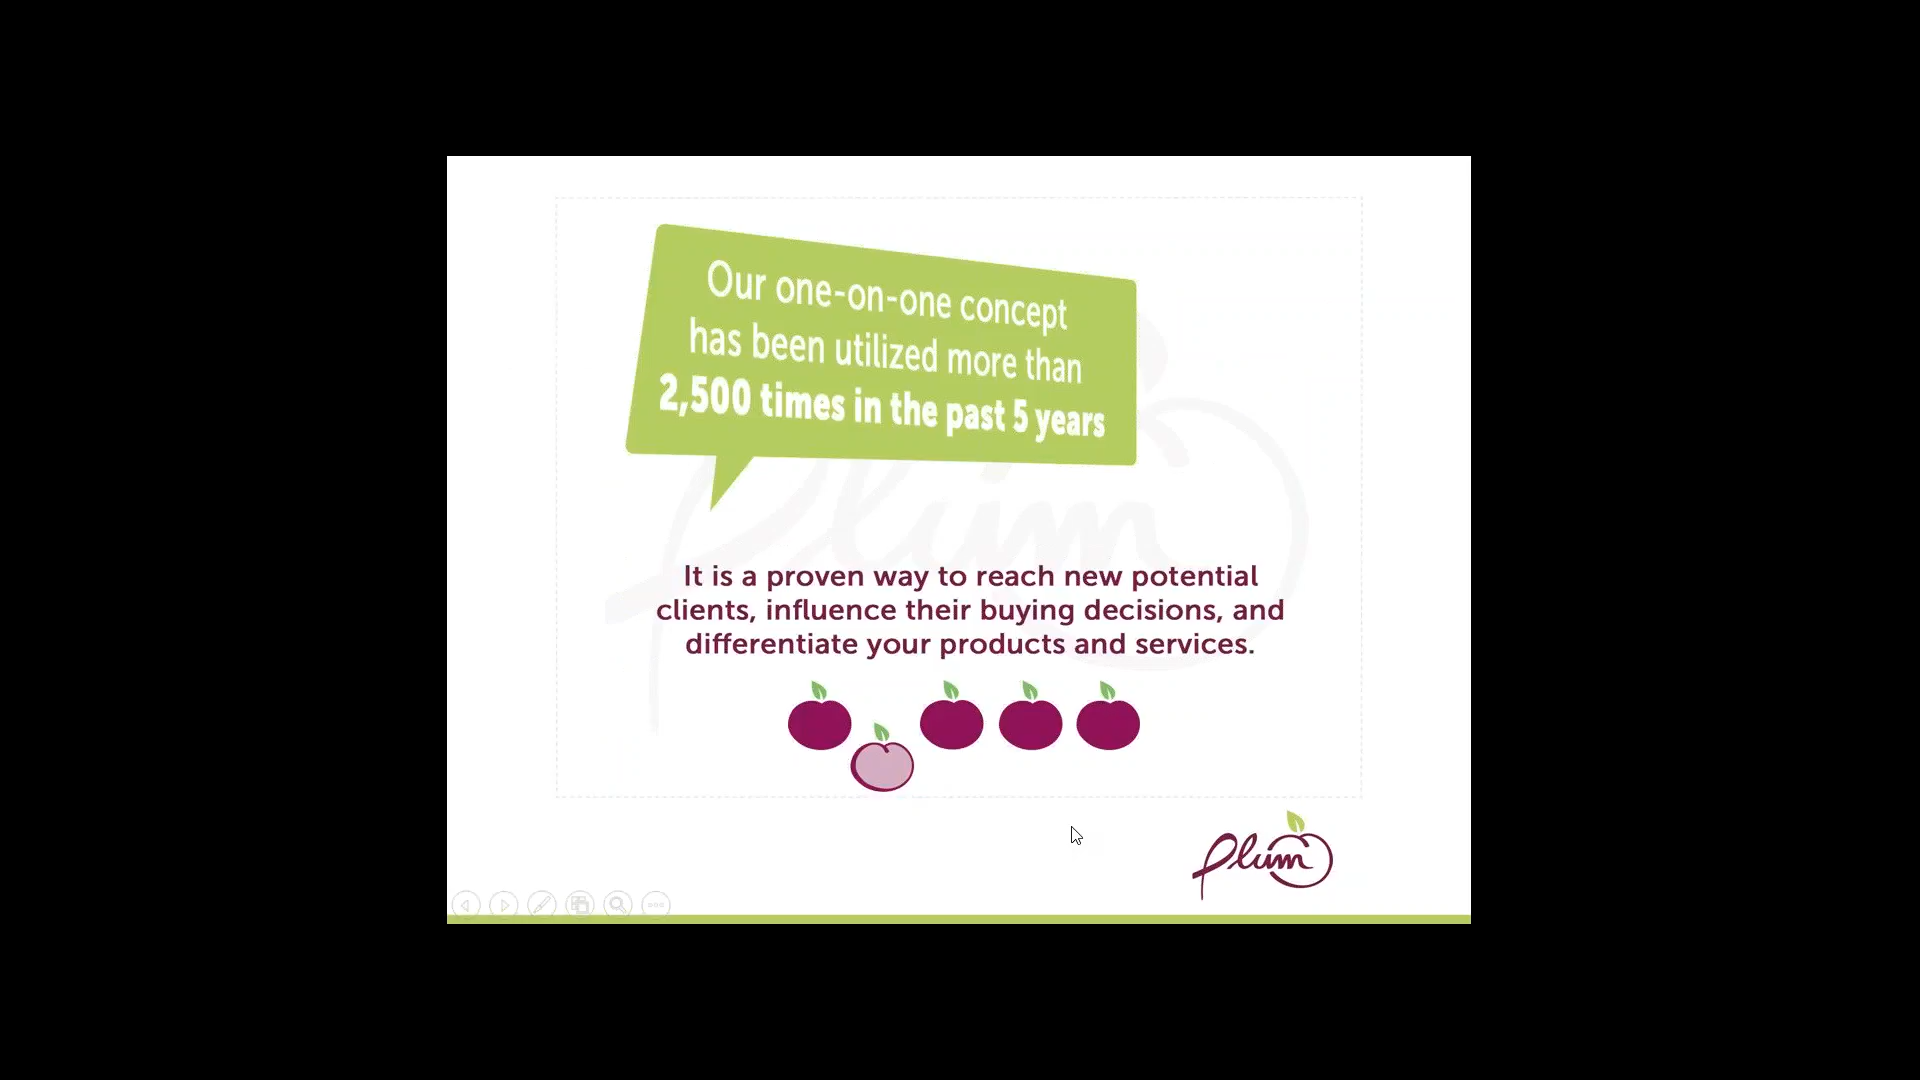 Our one-on-one concept
has been utilized more than
2,500 times in the past 5 years
plum
It is a proven way to reach new potential
clients, influence their buying decisions, and
differentiate your products and services.
plum